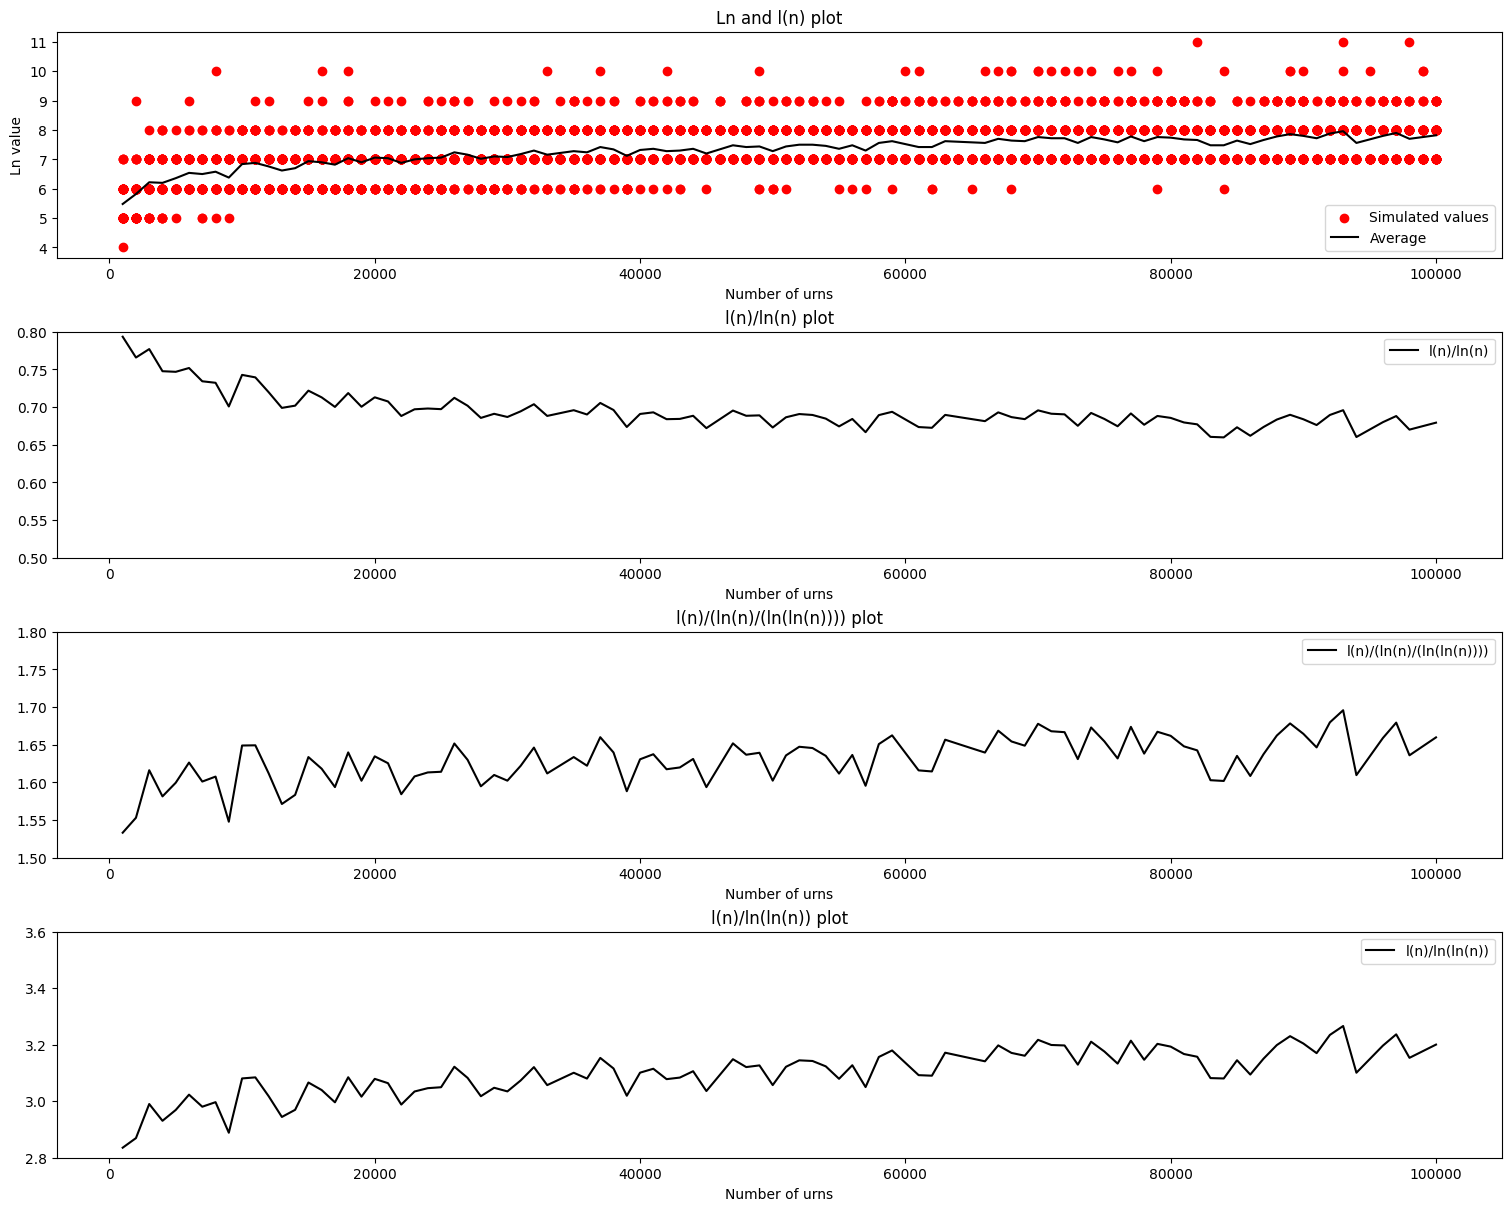 Ln and l(n) plot
11
10
9
8
7
6
5
4
Ln value
Simulated values
Average
0 20000 40000 60000 80000 100000
Number of urns
l(n)/ln(n) plot
0.80
0.75
0.70
0.65
0.60
0.55
0.50
l(n)/ln(n)
0 20000 40000 60000 80000 100000
Number of urns
l(n)/(ln(n)/(ln(ln(n)))) plot
1.80
1.75
1.70
1.65
1.60
1.55
1.50
l(n)/(ln(n)/(ln(ln(n))))
0 20000 40000 60000 80000 100000
Number of urns
l(n)/ln(ln(n)) plot
3.6
3.4
3.2
3.0
2.8
l(n)/ln(ln(n))
0 20000 40000 60000 80000 100000
Number of urns